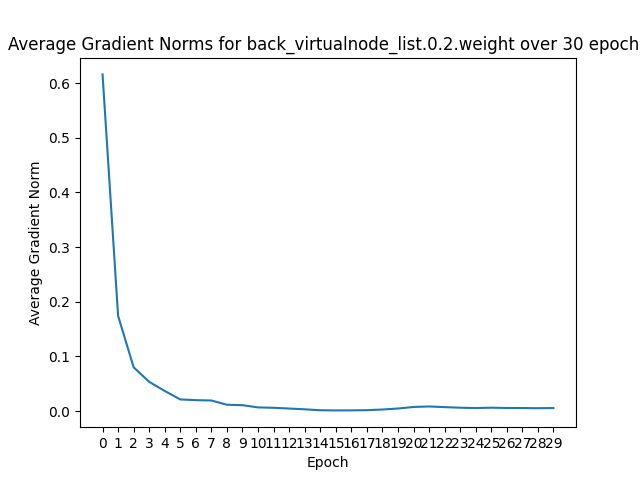 Average Gradient Norms for back_virtualnode_list.0.2.weight over 30 epoch
0.6
0.5
0.4
0.3
0.2
0.1
0.0
Average Gradient Norm
0 1 2 3 4 5 6 7 8 9 10 11 12 13 14 15 16 17 18 19 20 21 22 23 24 25 26 27 28 29
Epoch